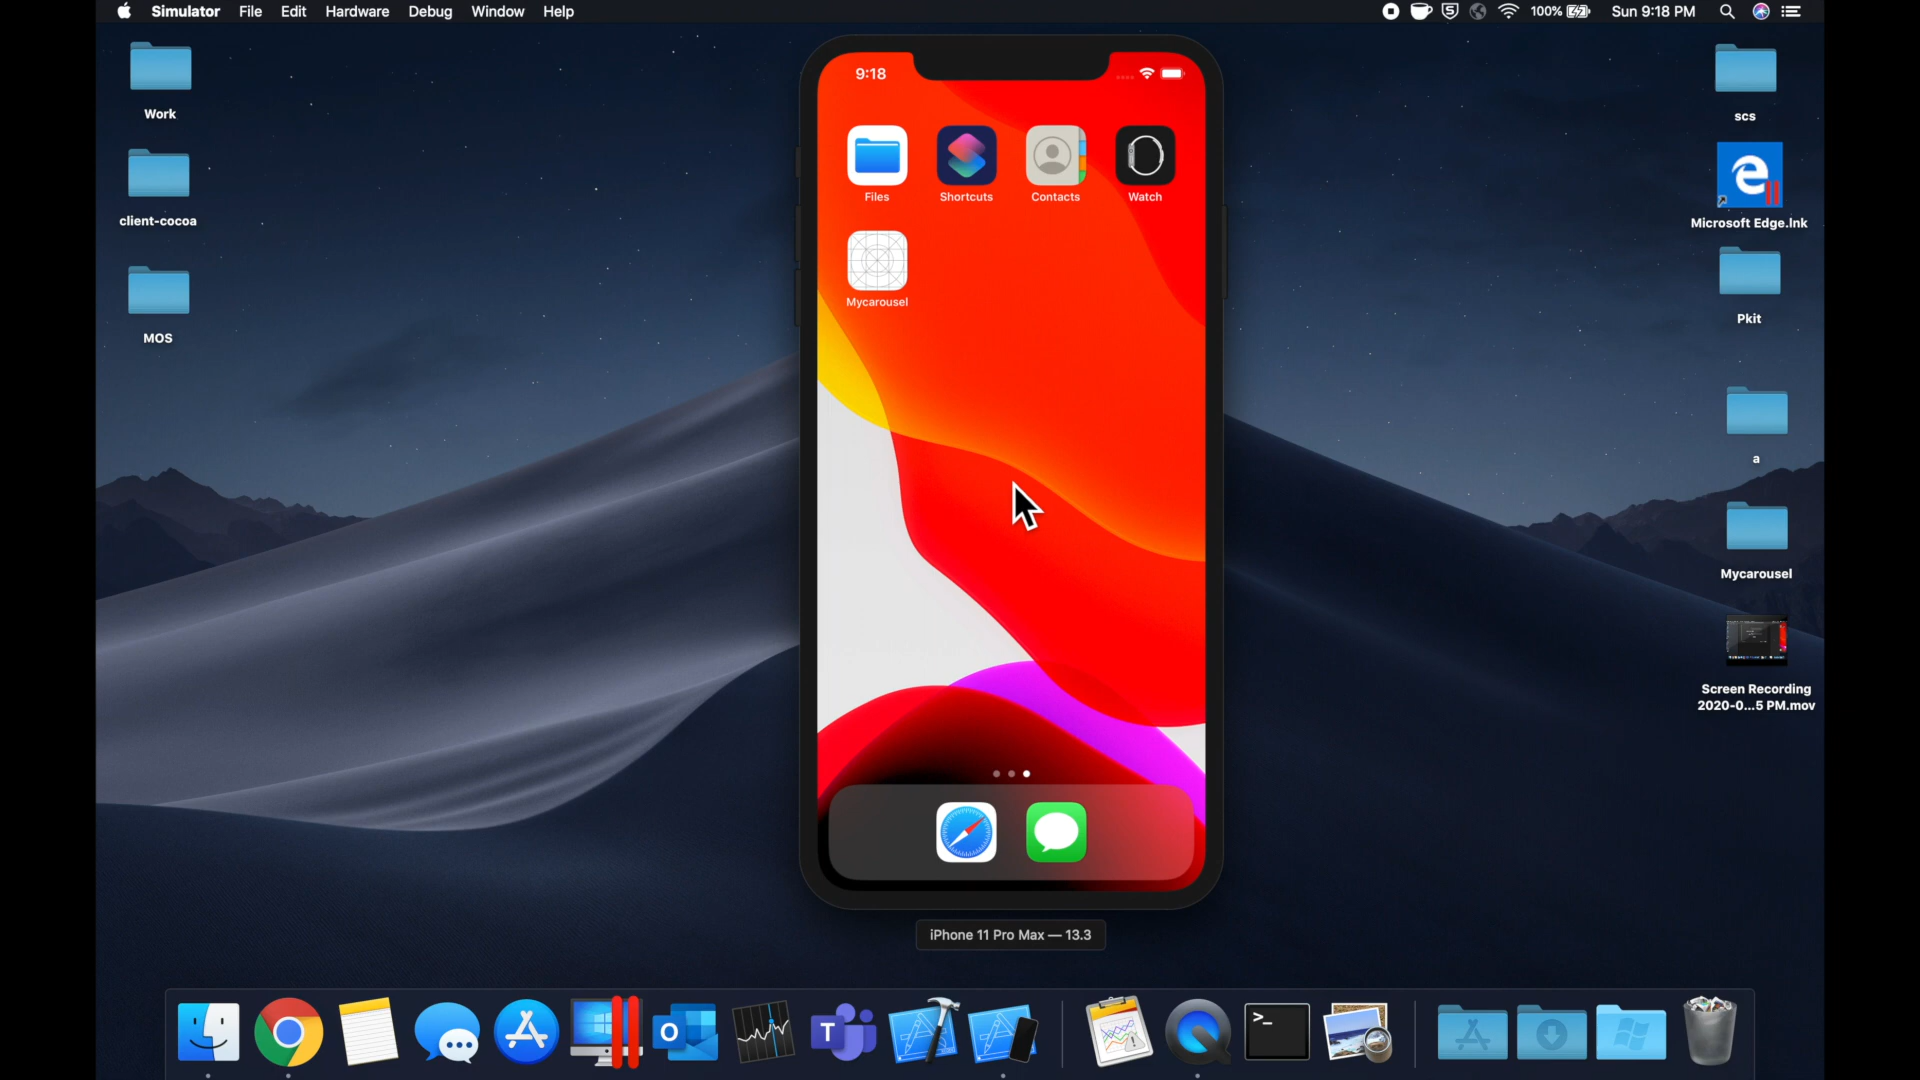 Simulator File Edit Hardware Debug Window Help
100% Sun 9:18 PM
Work
client-cocoa
MOS
9:18
Files Shortcuts Contacts Watch
Mycarousel
iPhone 11 Pro Max — 13.3
scs
Microsoft Edge.lnk
Pkit
a
Mycarousel
Screen Recording
2020-0...5 PM.mov